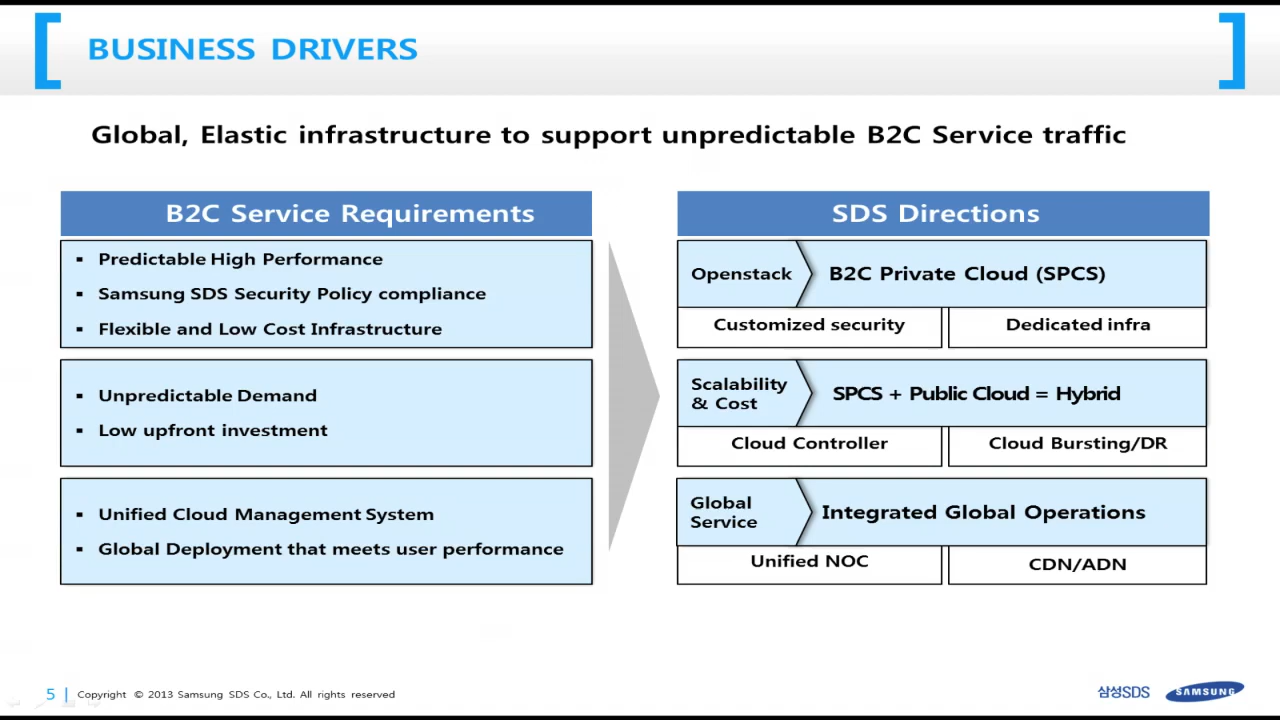 BUSINESS DRIVERS
Global, Elastic infrastructure to support unpredictable B2C Service traffic
B2C Service Requirements
▪ Predictable High Performance
▪ Samsung SDS Security Policy compliance
▪ Flexible and Low Cost Infrastructure
▪ Unpredictable Demand
▪ Low upfront investment
▪ Unified Cloud Management System
▪ Global Deployment that meets user performance
SDS Directions
Openstack
B2C Private Cloud (SPCS)
Customized security
Dedicated infra
Scalability
& Cost
SPCS + Public Cloud = Hybrid
Cloud Controller
Cloud Bursting/DR
Global
Service
Integrated Global Operations
Unified NOC
CDN/ADN
5 | Copyright © 2013 Samsung SDS Co., Ltd. All rights reserved
삼성SDS
SAMSUNG